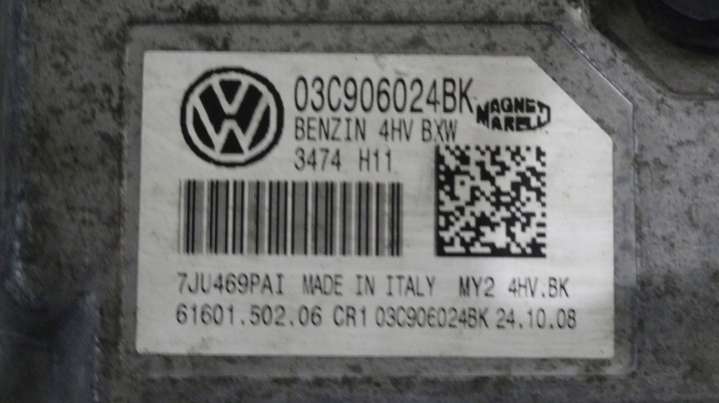 03C906024BK
MAGNETI
MARELLI
BENZIN 4HV BXW
3474 H11
7JU469PAI MADE IN ITALY MY2 4HV.BK
61601.502.06 CR1 03C906024BK 24.10.08